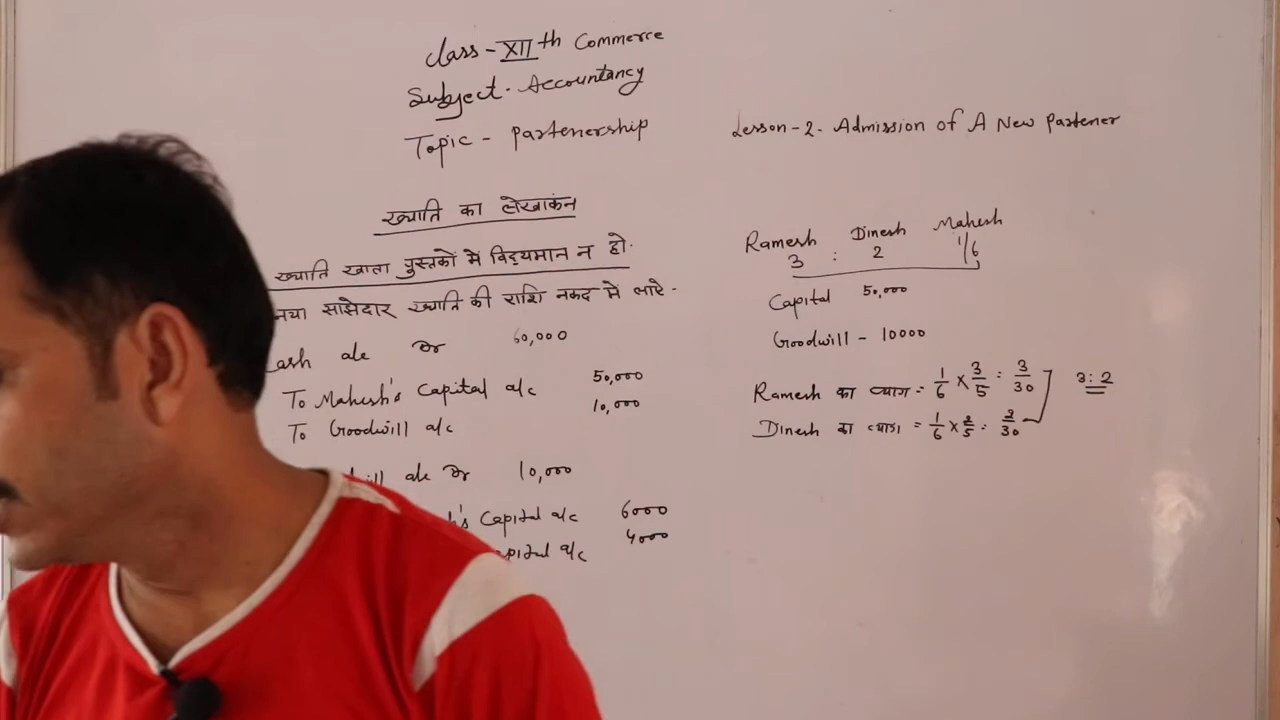 Class - XII th Commerce
Subject - Accountancy
Topic - Partenership
Lesson - 2 - Admission of A New Partener
ख्याति का लेखांकन
ख्याति खाता पुस्तकों में विद्यमान न हो.
नया साझेदार ख्याति की राशि नकद में लाऐ -
ash a/c Dr 60,000
To Mahesh's Capital a/c 50,000
To Goodwill a/c 10,000
ill a/c Dr 10,000
's Capital a/c 6000
apital a/c 4000
Ramesh Dinesh Mahesh
3 : 2 1/6
Capital 50,000
Goodwill - 10000
Ramesh का त्याग = 1/6 × 3/5 = 3/30
Dinesh का त्याग = 1/6 × 2/5 = 2/30
3 : 2